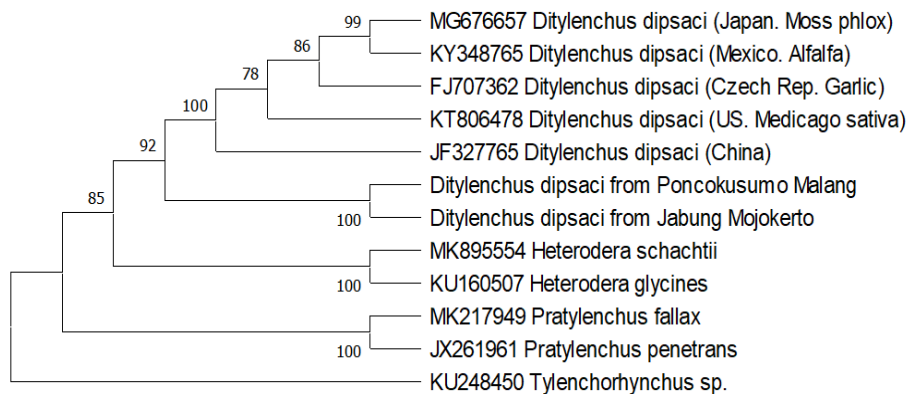 99
MG676657 Ditylenchus dipsaci (Japan. Moss phlox)
KY348765 Ditylenchus dipsaci (Mexico. Alfalfa)
86
FJ707362 Ditylenchus dipsaci (Czech Rep. Garlic)
78
KT806478 Ditylenchus dipsaci (US. Medicago sativa)
100
JF327765 Ditylenchus dipsaci (China)
92
Ditylenchus dipsaci from Poncokusumo Malang
Ditylenchus dipsaci from Jabung Mojokerto
100
85
MK895554 Heterodera schachtii
KU160507 Heterodera glycines
100
MK217949 Pratylenchus fallax
JX261961 Pratylenchus penetrans
100
KU248450 Tylenchorhynchus sp.